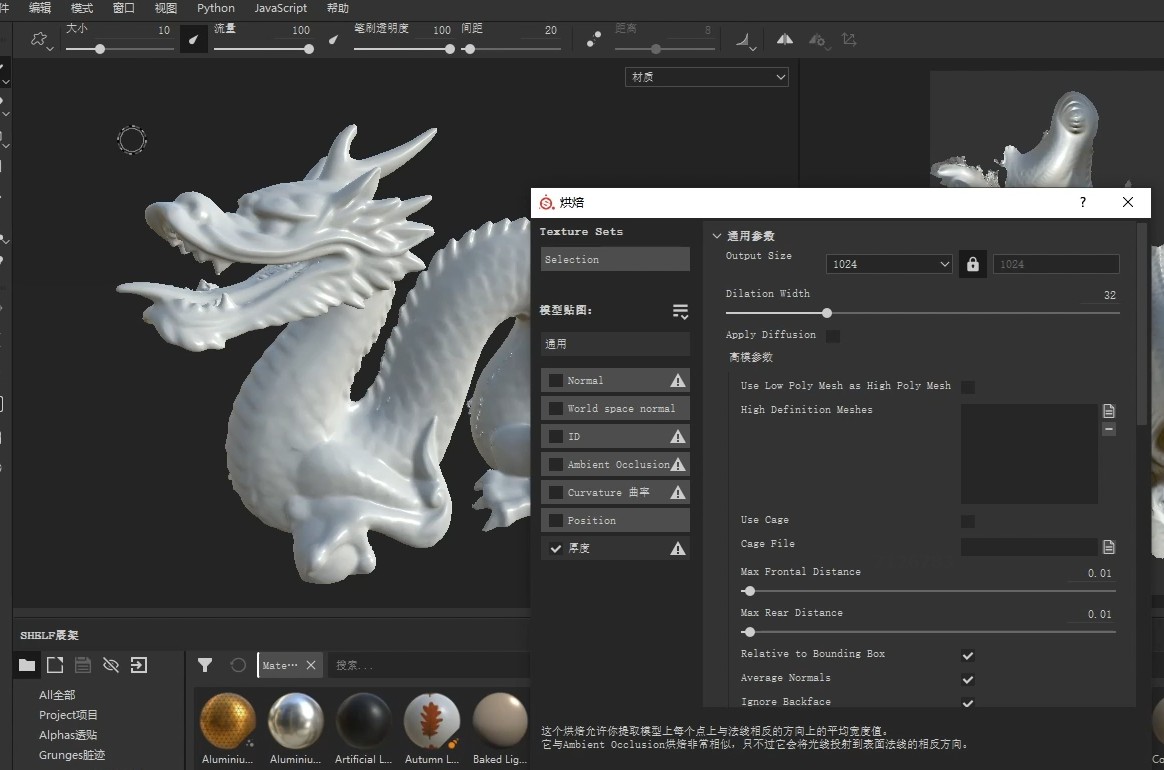 件 编辑 模式 窗口 视图 Python JavaScript 帮助
大小 10 流量 100 笔刷透明度 100 间距 20 距离 8
材质
烘焙 ?
Texture Sets
Selection
模型贴图:
通用
Normal
World space normal
ID
Ambient Occlusion
Curvature 曲率
Position
厚度
通用参数
Output Size 1024 1024
Dilation Width 32
Apply Diffusion
高模参数
Use Low Poly Mesh as High Poly Mesh
High Definition Meshes
Use Cage
Cage File
Max Frontal Distance 0.01
Max Rear Distance 0.01
Relative to Bounding Box
Average Normals
Ignore Backface
这个烘焙允许你提取模型上每个点上与法线相反的方向上的平均宽度值。
它与Ambient Occlusion烘焙非常相似，只不过它会将光线投射到表面法线的相反方向。
SHELF展架
Mate… 搜索...
All全部
Project项目
Alphas透贴
Grunges脏迹
Aluminiu... Aluminiu... Artificial L... Autumn L... Baked Lig... Co